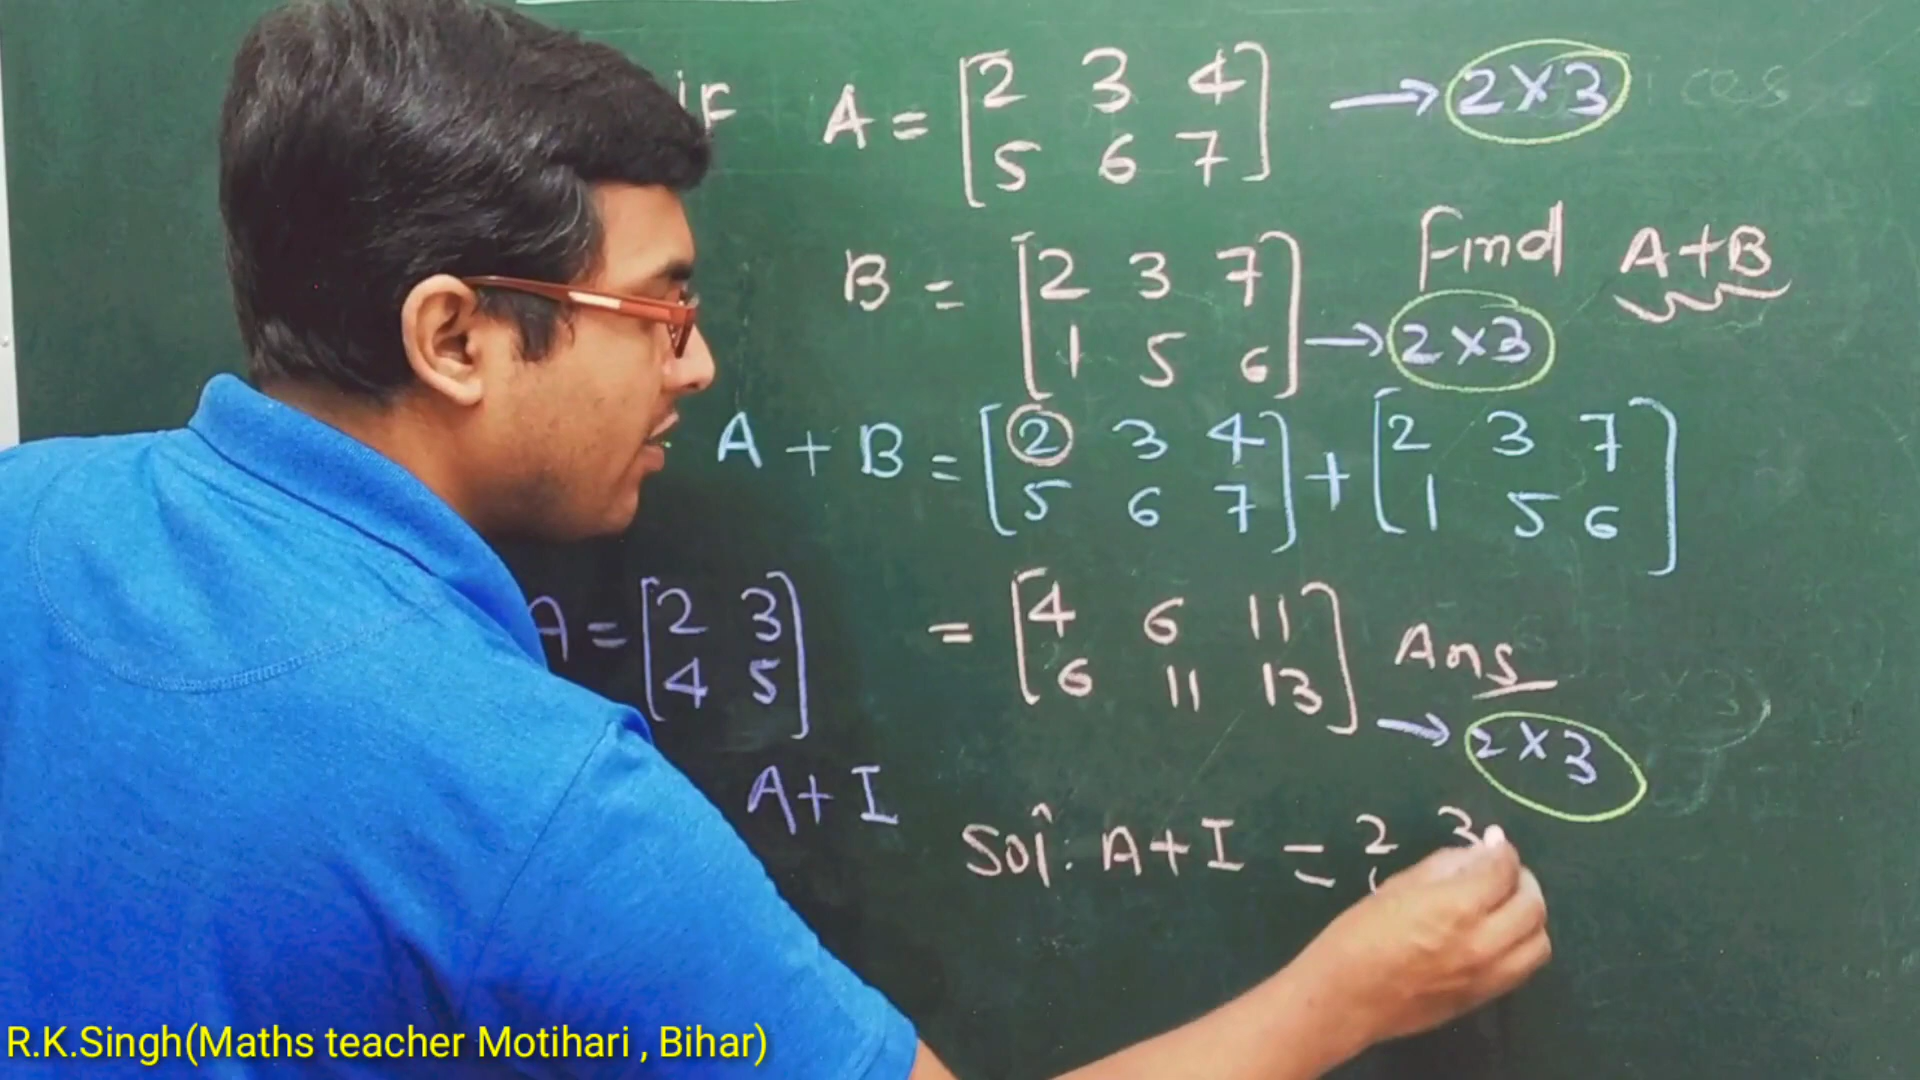 if A = [2 3 4 → 2×3
5 6 7]
B = [2 3 7 Find A+B
1 5 6] → 2×3
A + B = [2 3 4 + [2 3 7
5 6 7] 1 5 6]
A = [2 3
4 5]
= [4 6 11 Ans
6 11 13] → 2×3
A+I
Sol: A+I = 2 3
R.K.Singh(Maths teacher Motihari , Bihar)